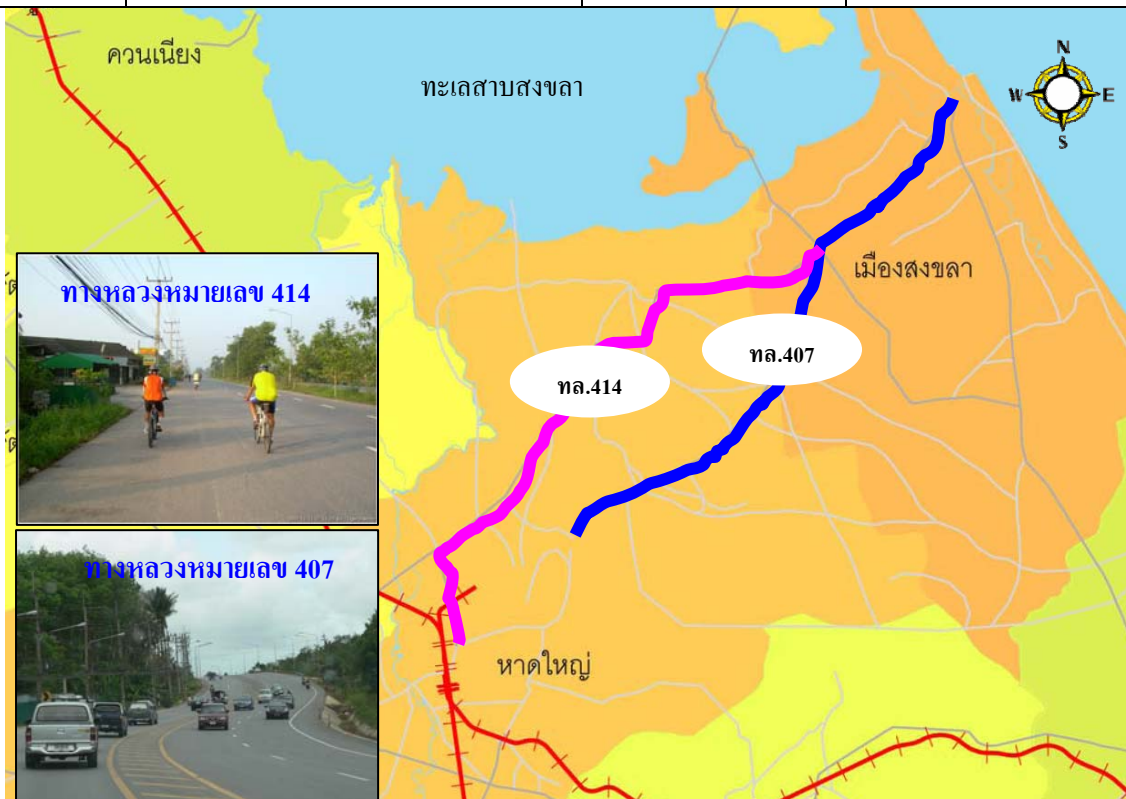 ควนเนียง
ทะเลสาบสงขลา
N
W
E
S
เมืองสงขลา
ทางหลวงหมายเลข 414
ทล.407
ทล.414
ทางหลวงหมายเลข 407
หาดใหญ่